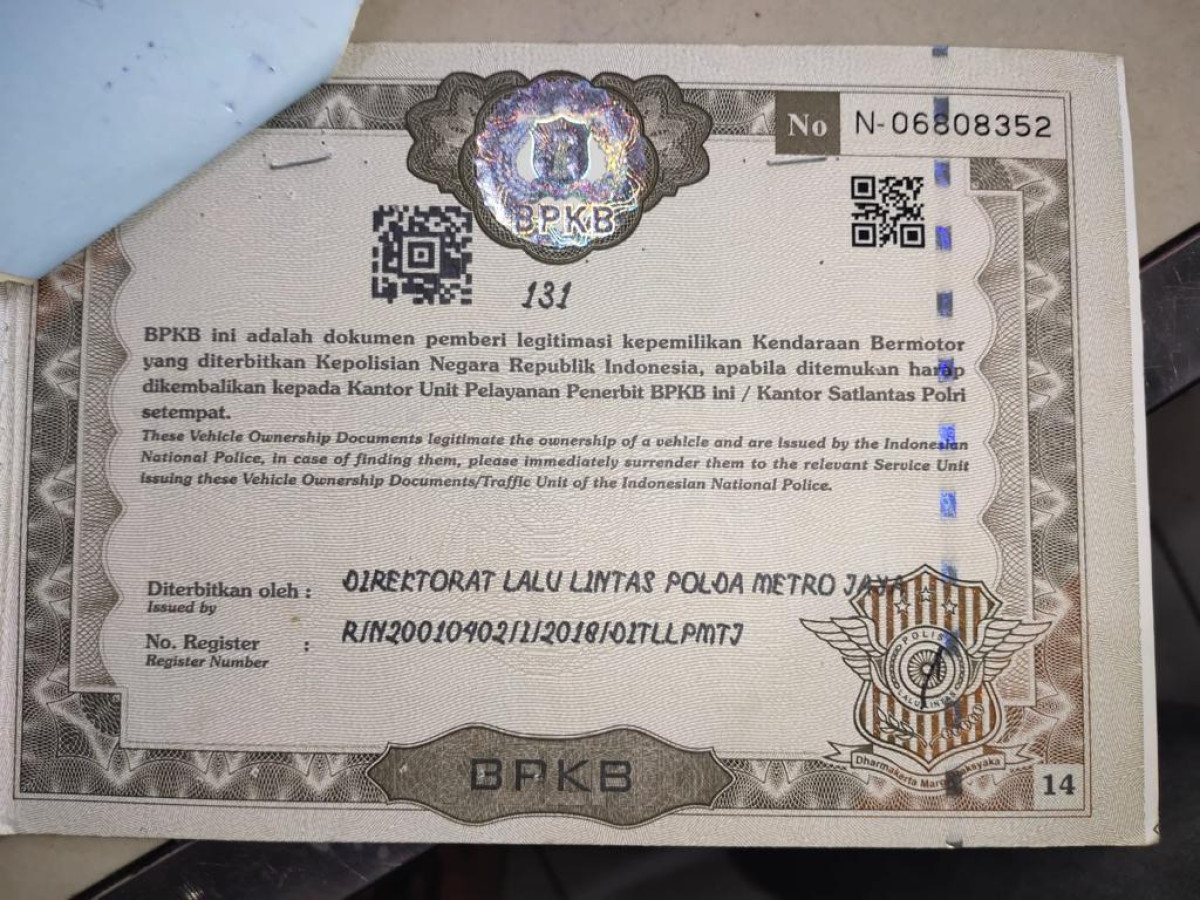 No N-06808352
BPKB
131
BPKB ini adalah dokumen pemberi legitimasi kepemilikan Kendaraan Bermotor
yang diterbitkan Kepolisian Negara Republik Indonesia, apabila ditemukan harap
dikembalikan kepada Kantor Unit Pelayanan Penerbit BPKB ini / Kantor Satlantas Polri
setempat.
These Vehicle Ownership Documents legitimate the ownership of a vehicle and are issued by the Indonesian
National Police, in case of finding them, please immediately surrender them to the relevant Service Unit
issuing these Vehicle Ownership Documents/Traffic Unit of the Indonesian National Police.
Diterbitkan oleh : DIREKTORAT LALU LINTAS POLDA METRO JAYA
Issued by
No. Register : R/N20010402/1/2018/DITLLPMTJ
Register Number
POLISI
LALU LINTAS
Dharmakerta
BPKB
14